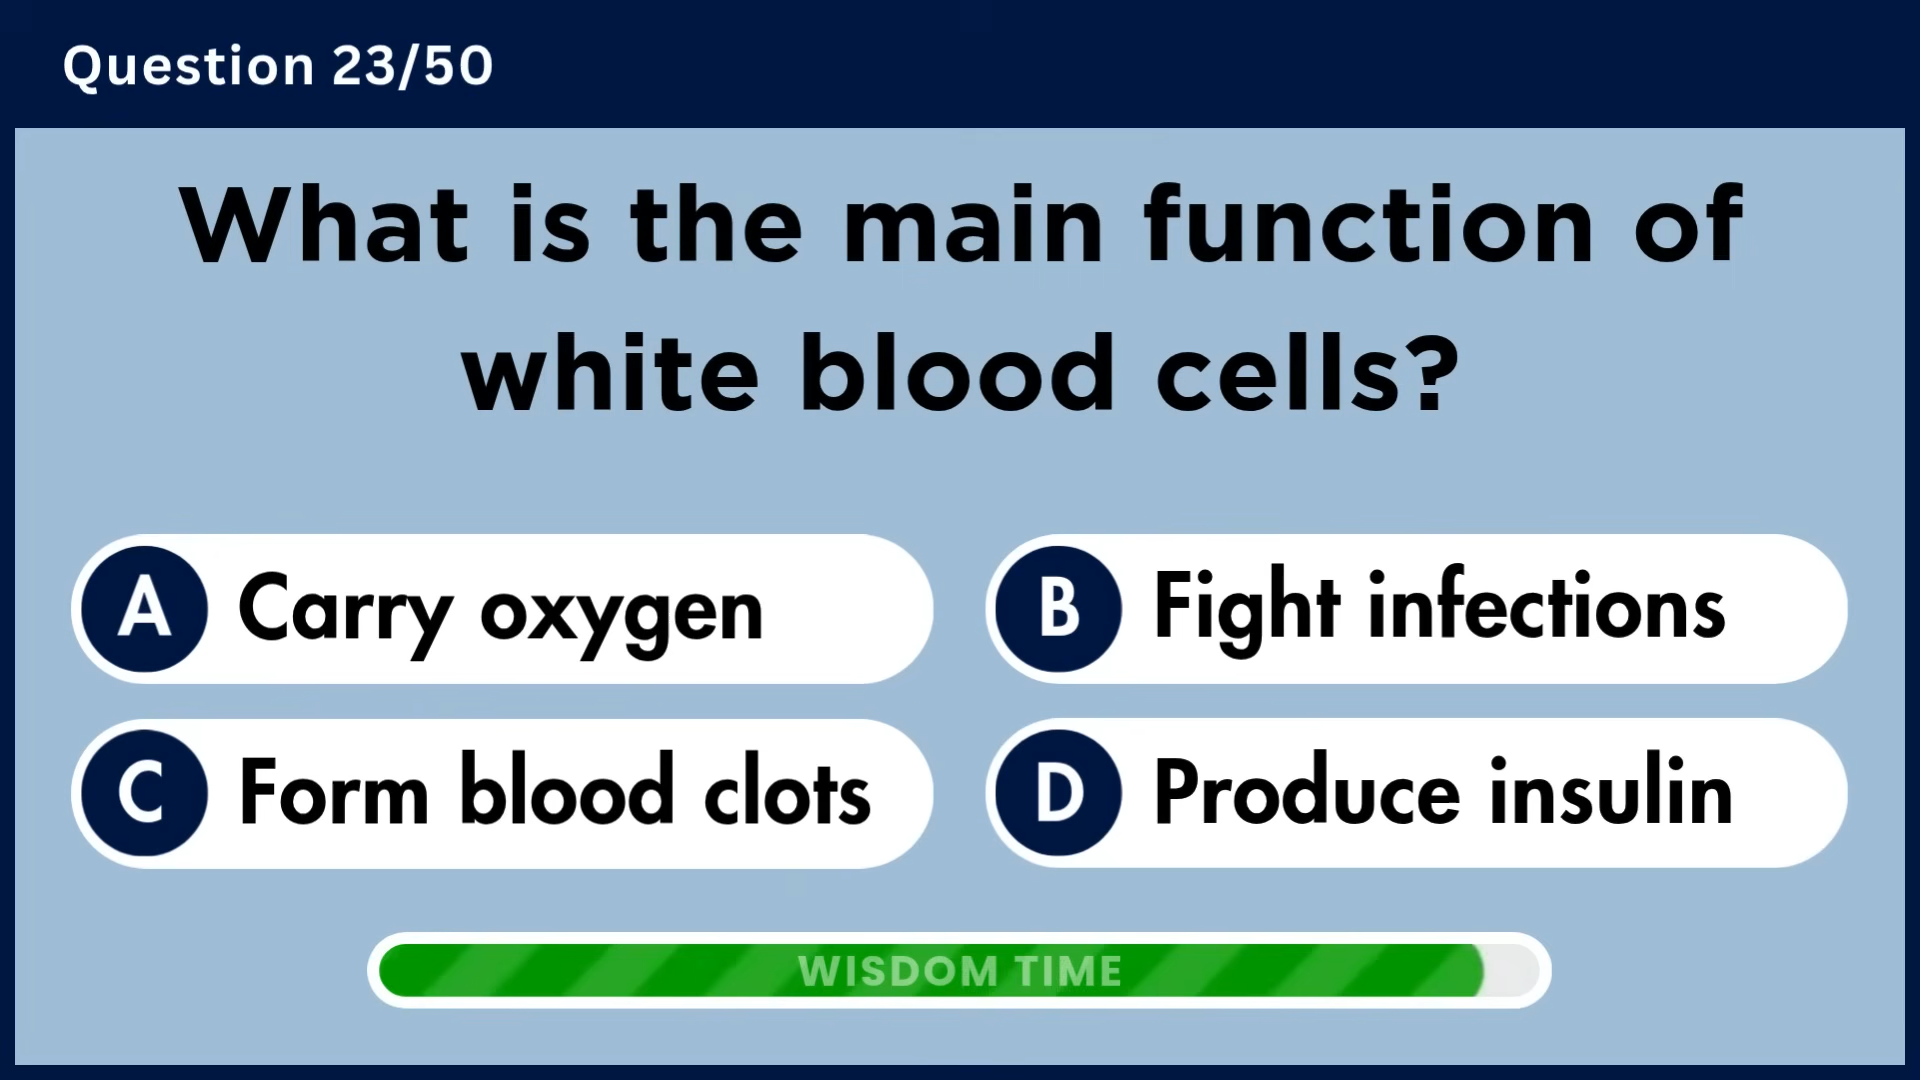 Question 23/50
What is the main function of
white blood cells?
A Carry oxygen
B Fight infections
C Form blood clots
D Produce insulin
WISDOM TIME